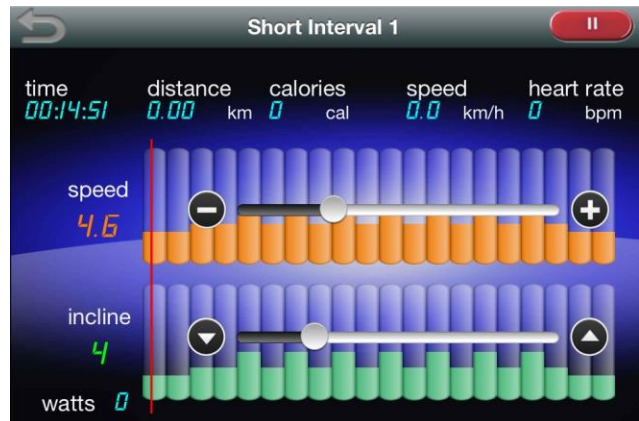 Short Interval 1
time distance calories speed heart rate
00:14:51 0.00 km 0 cal 0.0 km/h 0 bpm
speed
4.6
incline
4
watts 0